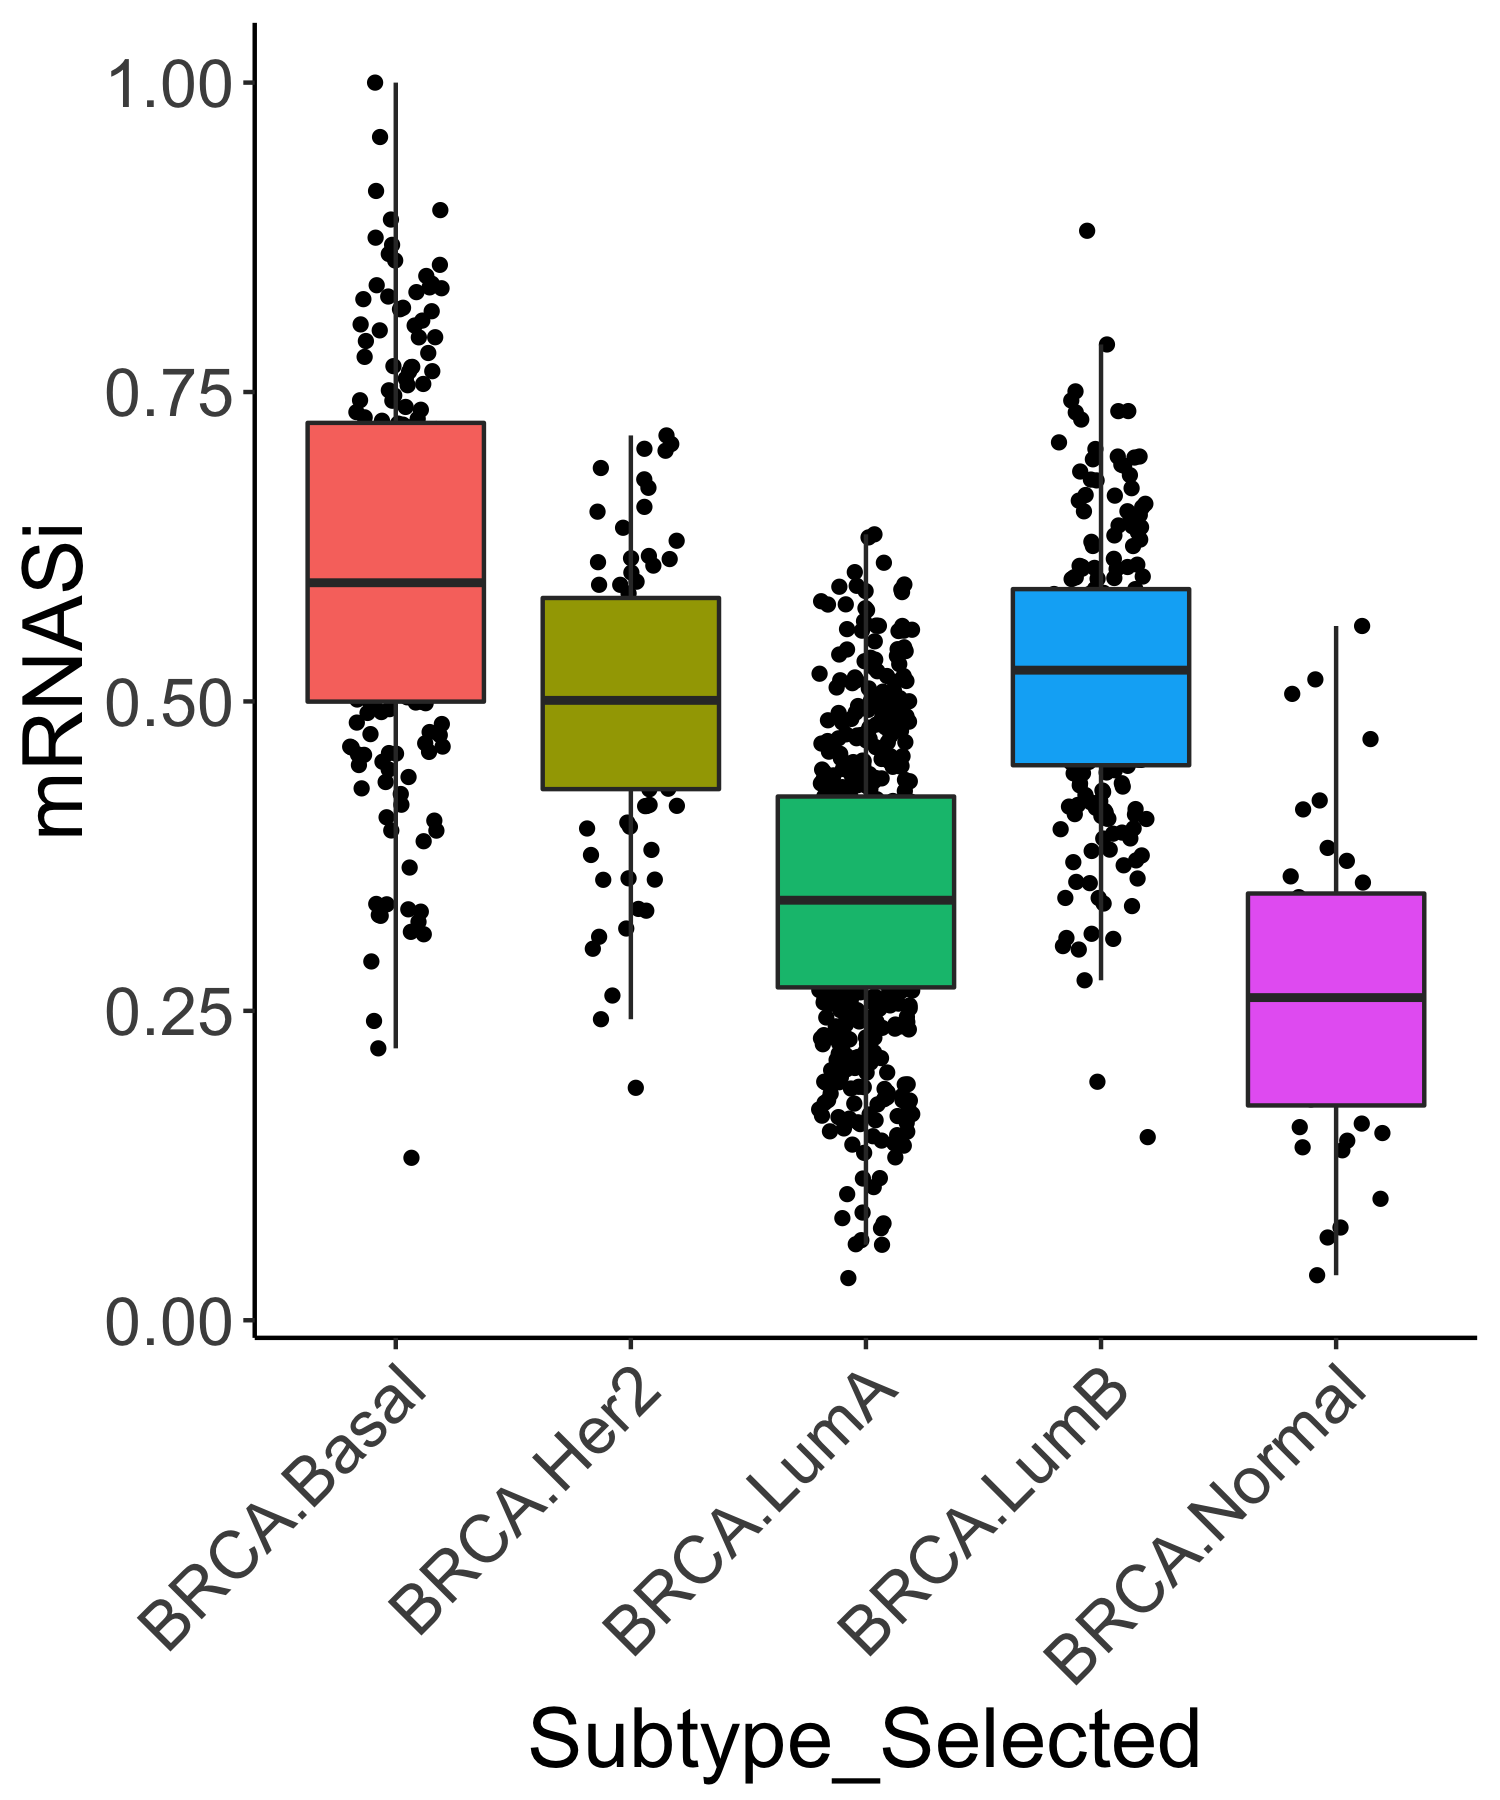 mRNASi
1.00
0.75
0.50
0.25
0.00
BRCA.Basal
BRCA.Her2
BRCA.LumA
BRCA.LumB
BRCA.Normal
Subtype_Selected